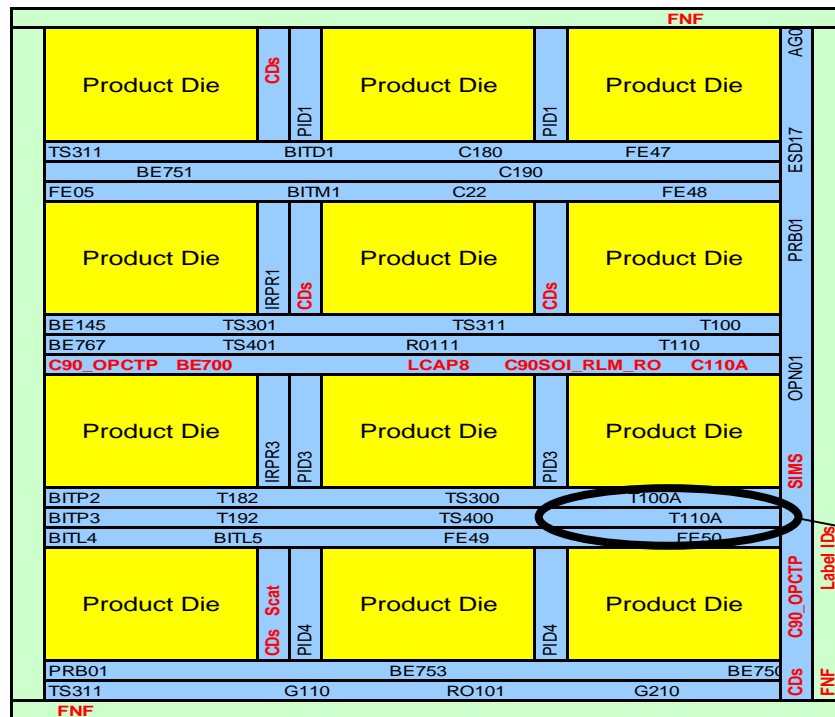 FNF
Product Die
CDs
PID1
Product Die
PID1
Product Die
AG0
TS311 BITD1 C180 FE47
ESD17
BE751 C190
FE05 BITM1 C22 FE48
Product Die
IRPR1
CDs
Product Die
CDs
Product Die
PRB01
BE145 TS301 TS311 T100
BE767 TS401 R0111 T110
C90_OPCTP BE700 LCAP8 C90SOI_RLM_RO C110A
OPN01
Product Die
IRPR3
PID3
Product Die
PID3
Product Die
SIMS
BITP2 T182 TS300 T100A
BITP3 T192 TS400 T110A
BITL4 BITL5 FE49 FE50
Label IDs
Product Die
CDs Scat
PID4
Product Die
PID4
Product Die
C90_OPCTP
PRB01 BE753 BE750
TS311 G110 RO101 G210
CDs
FNF
FNF